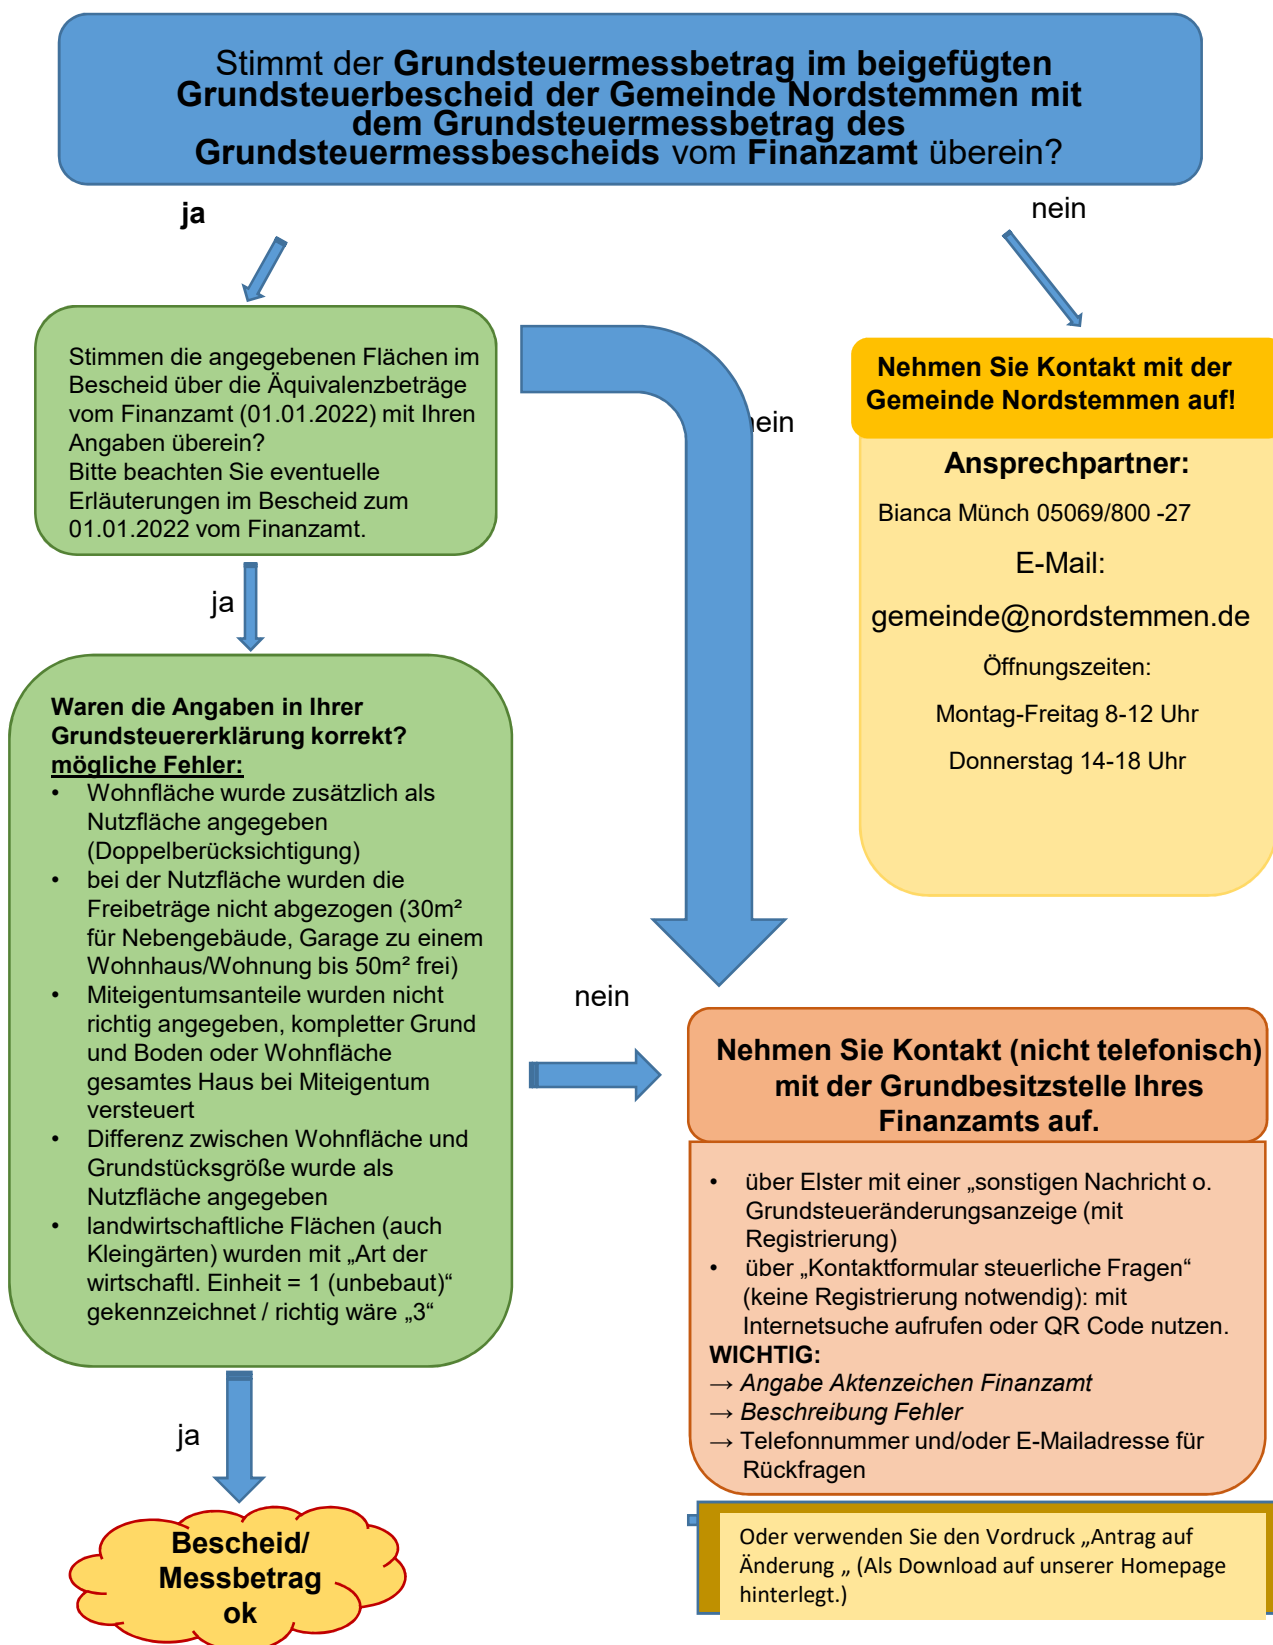 Stimmt der Grundsteuermessbetrag im beigefügten
Grundsteuerbescheid der Gemeinde Nordstemmen mit
dem Grundsteuermessbetrag des
Grundsteuermessbescheids vom Finanzamt überein?
ja
nein
Stimmen die angegebenen Flächen im
Bescheid über die Äquivalenzbeträge
vom Finanzamt (01.01.2022) mit Ihren
Angaben überein?
Bitte beachten Sie eventuelle
Erläuterungen im Bescheid zum
01.01.2022 vom Finanzamt.
nein
Nehmen Sie Kontakt mit der
Gemeinde Nordstemmen auf!
Ansprechpartner:
Bianca Münch 05069/800 -27
E-Mail:
gemeinde@nordstemmen.de
Öffnungszeiten:
Montag-Freitag 8-12 Uhr
Donnerstag 14-18 Uhr
ja
Waren die Angaben in Ihrer
Grundsteuererklärung korrekt?
mögliche Fehler:
• Wohnfläche wurde zusätzlich als
Nutzfläche angegeben
(Doppelberücksichtigung)
• bei der Nutzfläche wurden die
Freibeträge nicht abgezogen (30m²
für Nebengebäude, Garage zu einem
Wohnhaus/Wohnung bis 50m² frei)
• Miteigentumsanteile wurden nicht
richtig angegeben, kompletter Grund
und Boden oder Wohnfläche
gesamtes Haus bei Miteigentum
versteuert
• Differenz zwischen Wohnfläche und
Grundstücksgröße wurde als
Nutzfläche angegeben
• landwirtschaftliche Flächen (auch
Kleingärten) wurden mit „Art der
wirtschaftl. Einheit = 1 (unbebaut)“
gekennzeichnet / richtig wäre „3“
nein
Nehmen Sie Kontakt (nicht telefonisch)
mit der Grundbesitzstelle Ihres
Finanzamts auf.
• über Elster mit einer „sonstigen Nachricht o.
Grundsteueränderungsanzeige (mit
Registrierung)
• über „Kontaktformular steuerliche Fragen“
(keine Registrierung notwendig): mit
Internetsuche aufrufen oder QR Code nutzen.
WICHTIG:
→ Angabe Aktenzeichen Finanzamt
→ Beschreibung Fehler
→ Telefonnummer und/oder E-Mailadresse für
Rückfragen
ja
Bescheid/
Messbetrag
ok
Oder verwenden Sie den Vordruck „Antrag auf
Änderung „ (Als Download auf unserer Homepage
hinterlegt.)